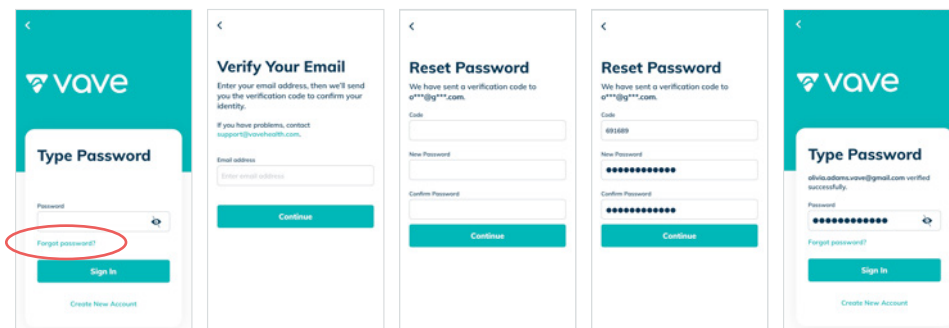 vave
Type Password
Password
Forgot password?
Sign In
Create New Account
Verify Your Email
Enter your email address, then we'll send
you the verification code to confirm your
identity.
If you have problems, contact
support@vavehealth.com.
Email address
Enter email address
Continue
Reset Password
We have sent a verification code to
o***@g***.com.
Code
New Password
Confirm Password
Continue
Reset Password
We have sent a verification code to
o***@g***.com.
Code
691689
New Password
●●●●●●●●●●●●
Confirm Password
●●●●●●●●●●●●
Continue
vave
Type Password
olivia.adams.vave@gmail.com verified
successfully.
Password
●●●●●●●●●●●●
Forgot password?
Sign In
Create New Account